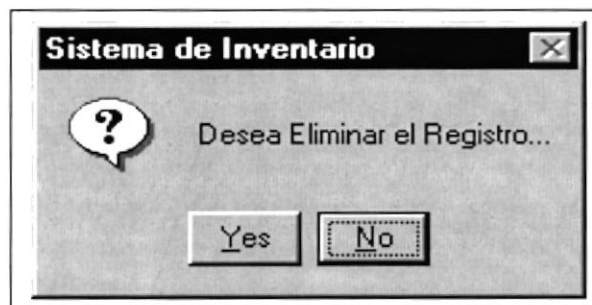 Sistema de Inventario
?
Desea Eliminar el Registro...
Yes No